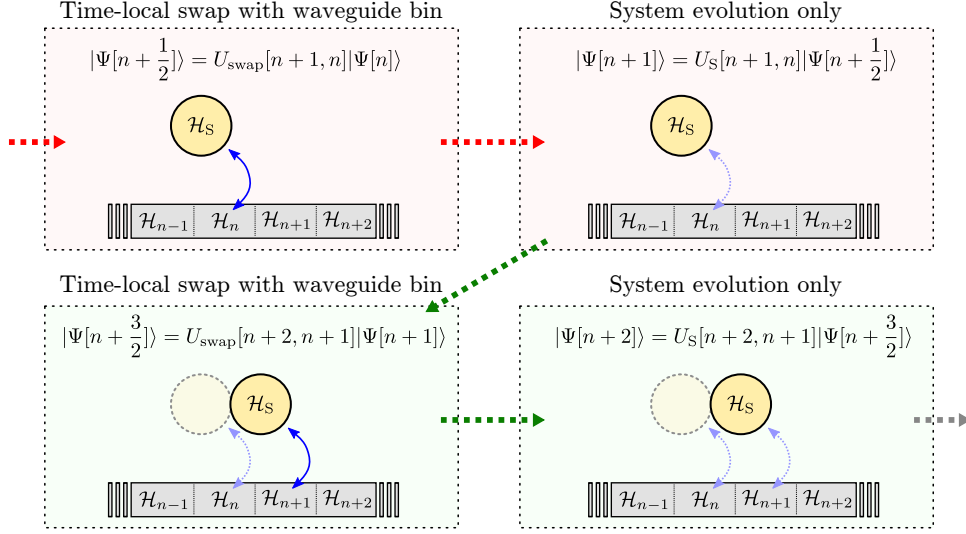 Time-local swap with waveguide bin
|Ψ[n + 1/2]⟩ = U_swap[n + 1, n]|Ψ[n]⟩
ℋ_S
ℋ_{n−1} ℋ_n ℋ_{n+1} ℋ_{n+2}
System evolution only
|Ψ[n + 1]⟩ = U_S[n + 1, n]|Ψ[n + 1/2]⟩
ℋ_S
ℋ_{n−1} ℋ_n ℋ_{n+1} ℋ_{n+2}
Time-local swap with waveguide bin
|Ψ[n + 3/2]⟩ = U_swap[n + 2, n + 1]|Ψ[n + 1]⟩
ℋ_S
ℋ_{n−1} ℋ_n ℋ_{n+1} ℋ_{n+2}
System evolution only
|Ψ[n + 2]⟩ = U_S[n + 2, n + 1]|Ψ[n + 3/2]⟩
ℋ_S
ℋ_{n−1} ℋ_n ℋ_{n+1} ℋ_{n+2}